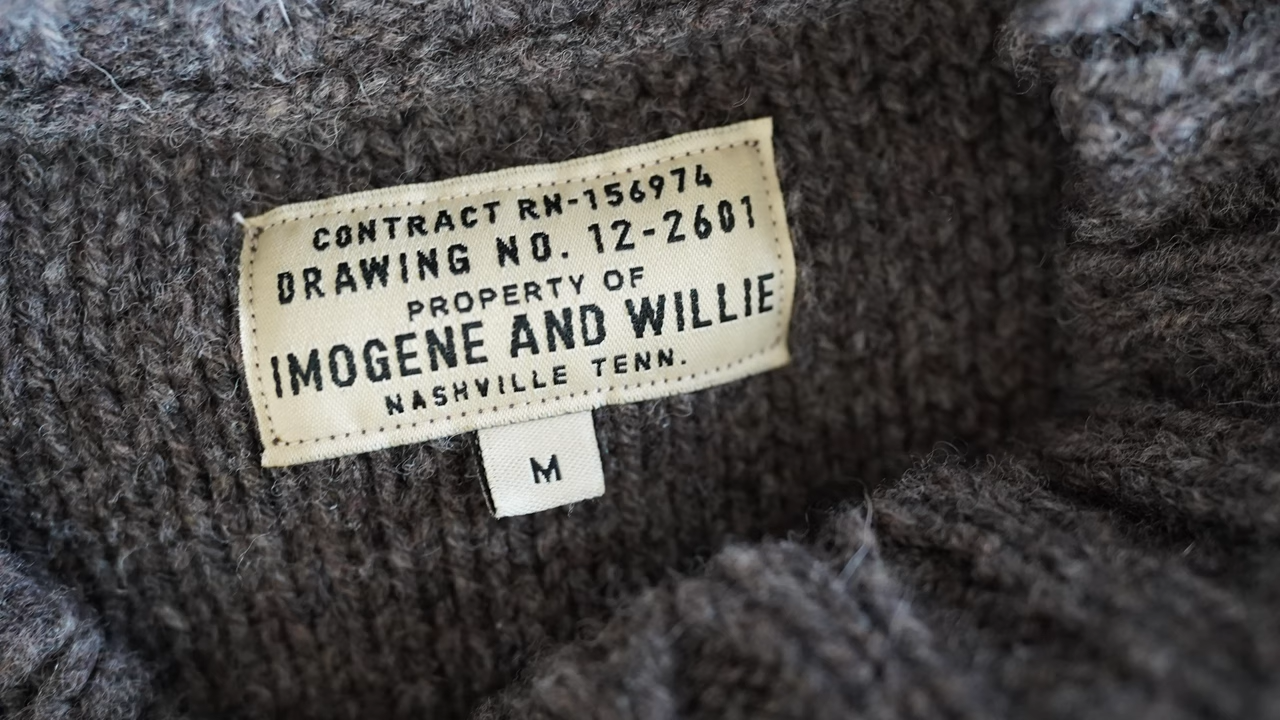 CONTRACT RN-156974
DRAWING NO. 12-2601
PROPERTY OF
IMOGENE AND WILLIE
NASHVILLE TENN.
M